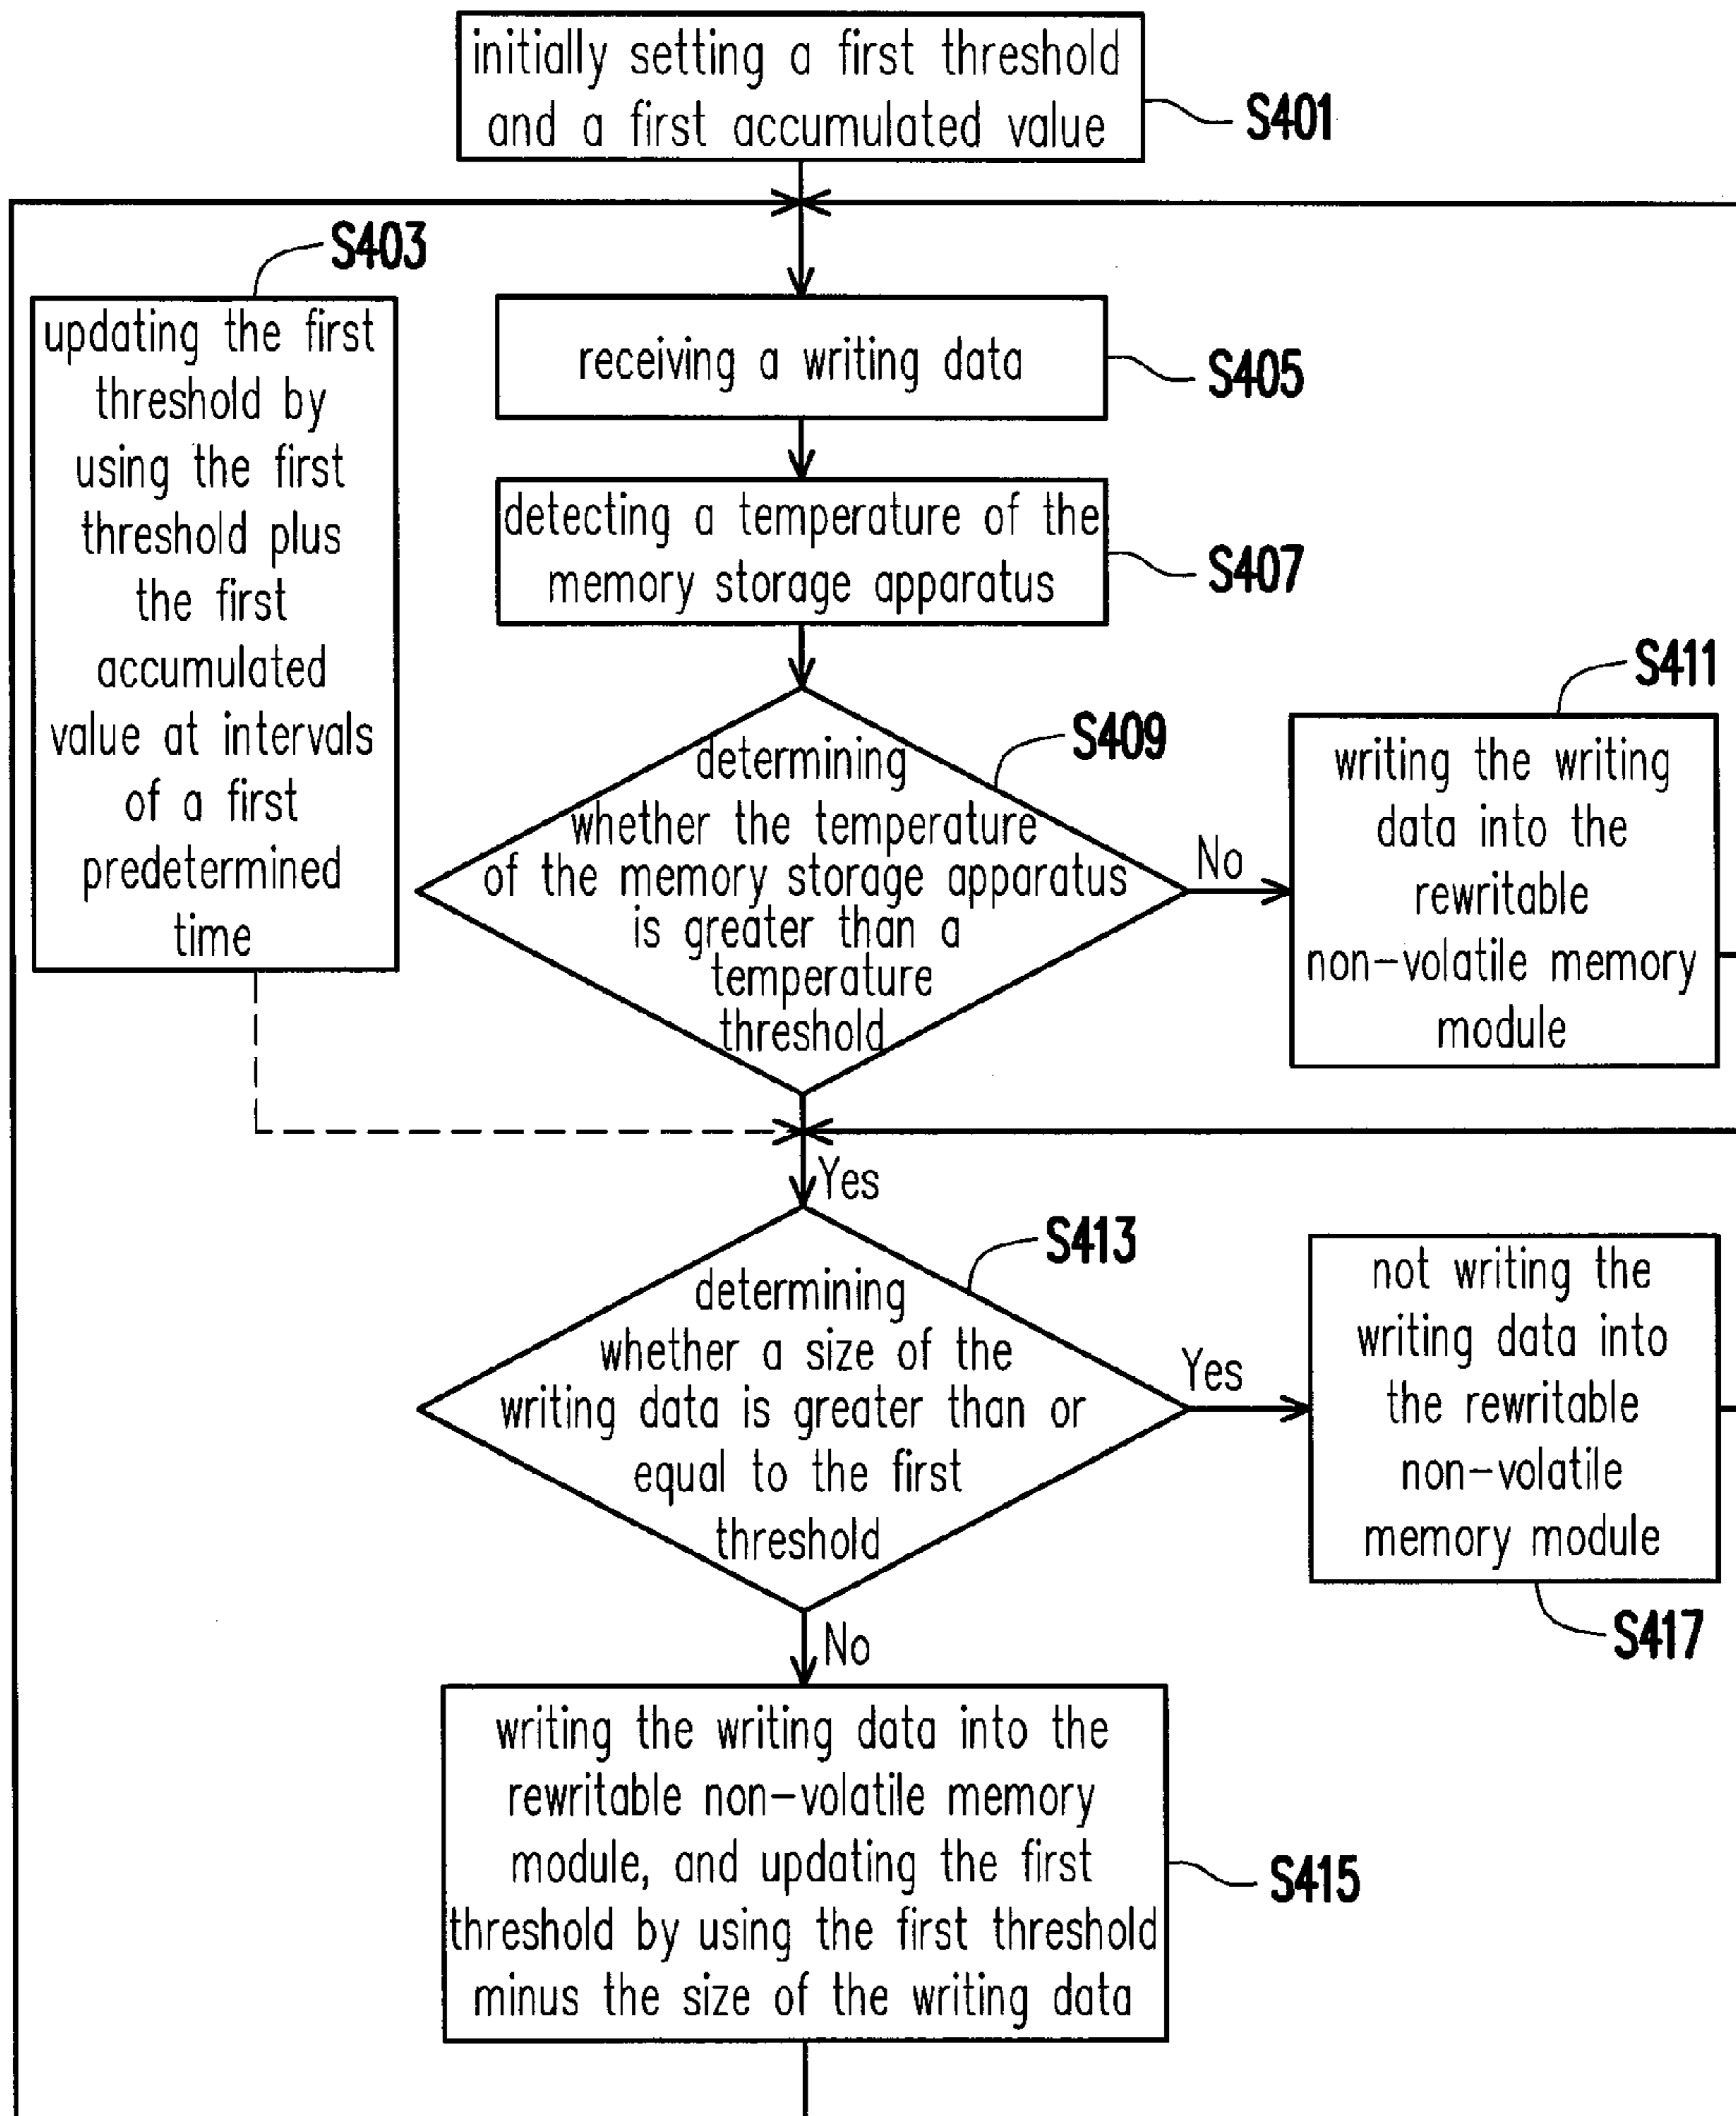 initially setting a first threshold
and a first accumulated value
S401
S403
updating the first
threshold by
using the first
threshold plus
the first
accumulated
value at intervals
of a first
predetermined
time
receiving a writing data
S405
detecting a temperature of the
memory storage apparatus
S407
determining
whether the temperature
of the memory storage apparatus
is greater than a
temperature
threshold
S409
No
S411
writing the writing
data into the
rewritable
non-volatile memory
module
Yes
determining
whether a size of the
writing data is greater than or
equal to the first
threshold
S413
Yes
not writing the
writing data into
the rewritable
non-volatile
memory module
S417
No
writing the writing data into the
rewritable non-volatile memory
module, and updating the first
threshold by using the first threshold
minus the size of the writing data
S415